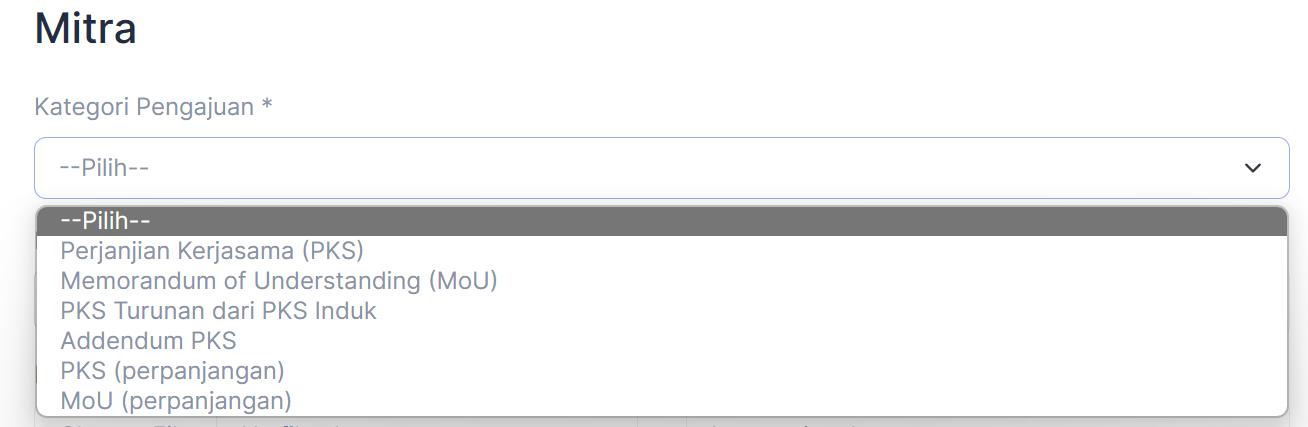 Mitra
Kategori Pengajuan *
--Pilih--
--Pilih--
Perjanjian Kerjasama (PKS)
Memorandum of Understanding (MoU)
PKS Turunan dari PKS Induk
Addendum PKS
PKS (perpanjangan)
MoU (perpanjangan)